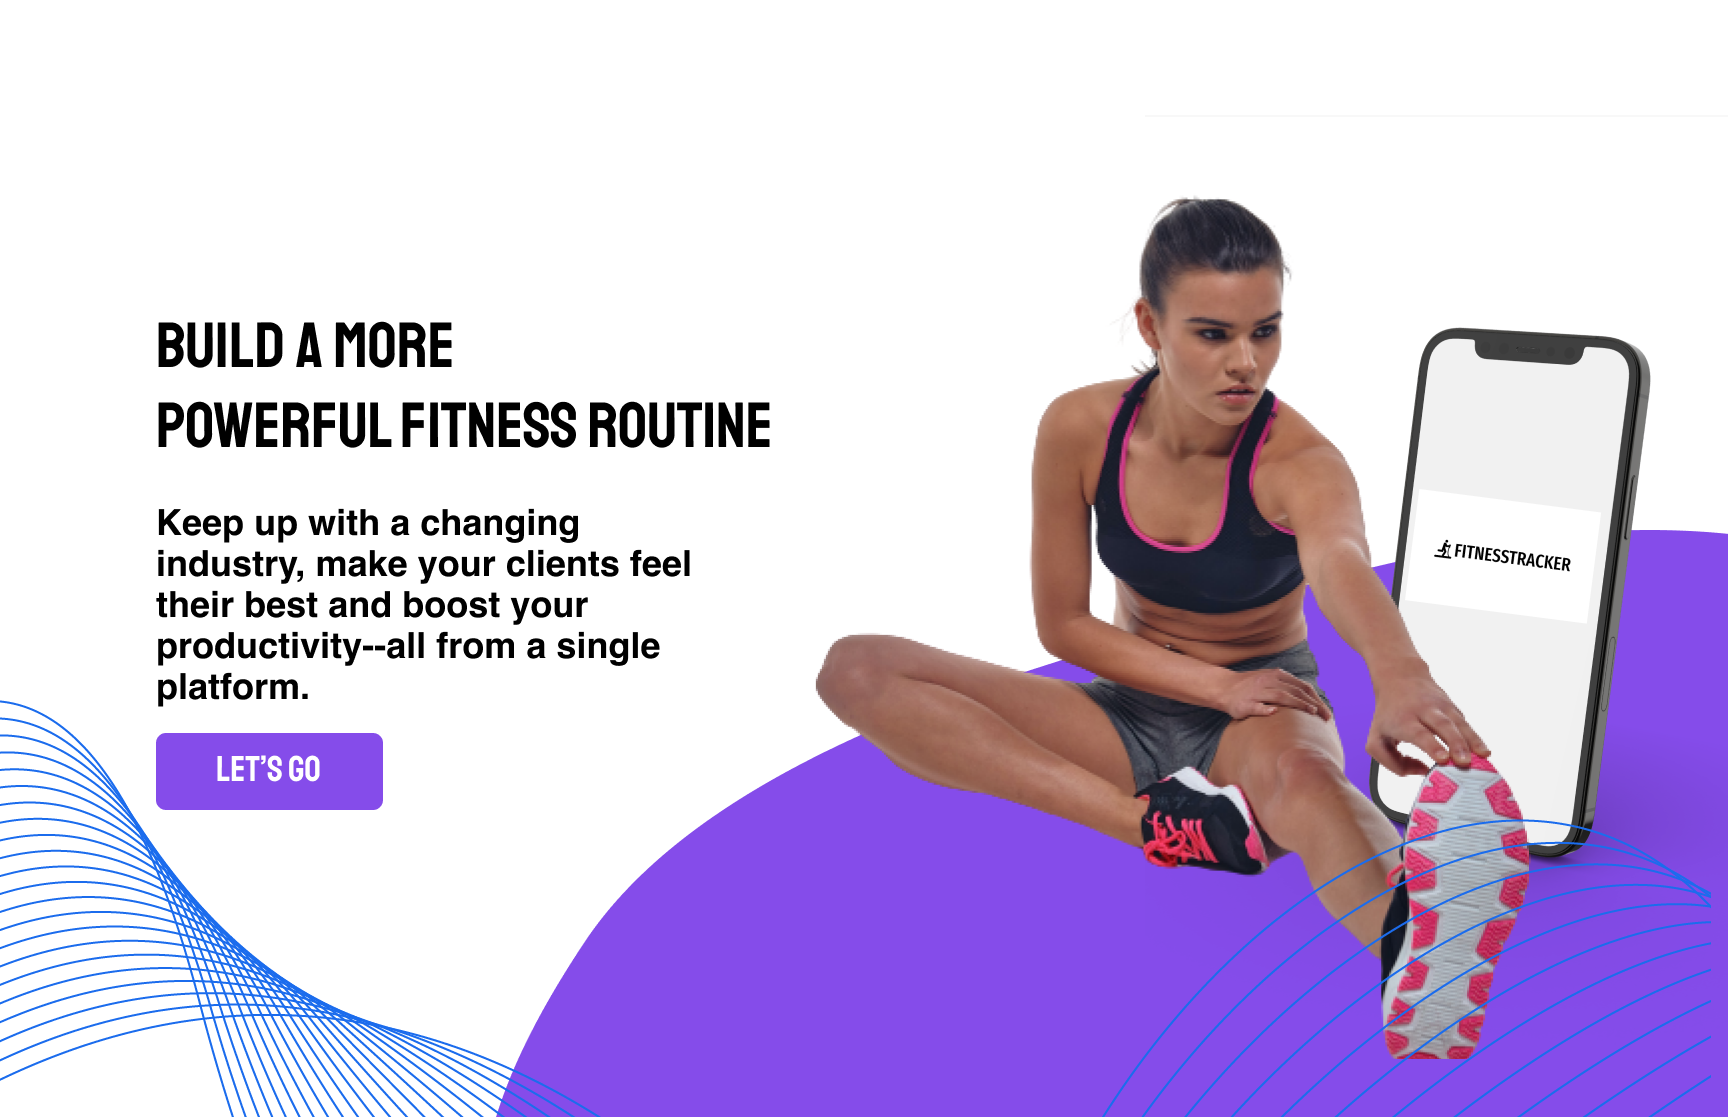 BUILD A MORE
POWERFUL FITNESS ROUTINE
Keep up with a changing
industry, make your clients feel
their best and boost your
productivity--all from a single
platform.
LET'S GO
FITNESSTRACKER